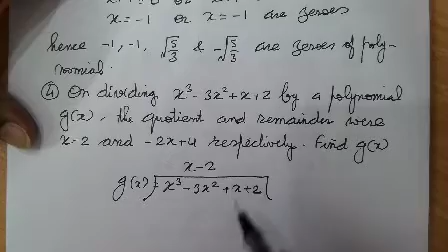 x = -1 or x = -1 are zeroes
hence -1, -1, √5/3 & -√5/3 are zeroes of poly-
nomial.
④ On dividing x³ - 3x² + x + 2 by a polynomial
g(x), the quotient and remainder were
x-2 and -2x+4 respectively. Find g(x)
x-2
g(x) x³ - 3x² + x + 2